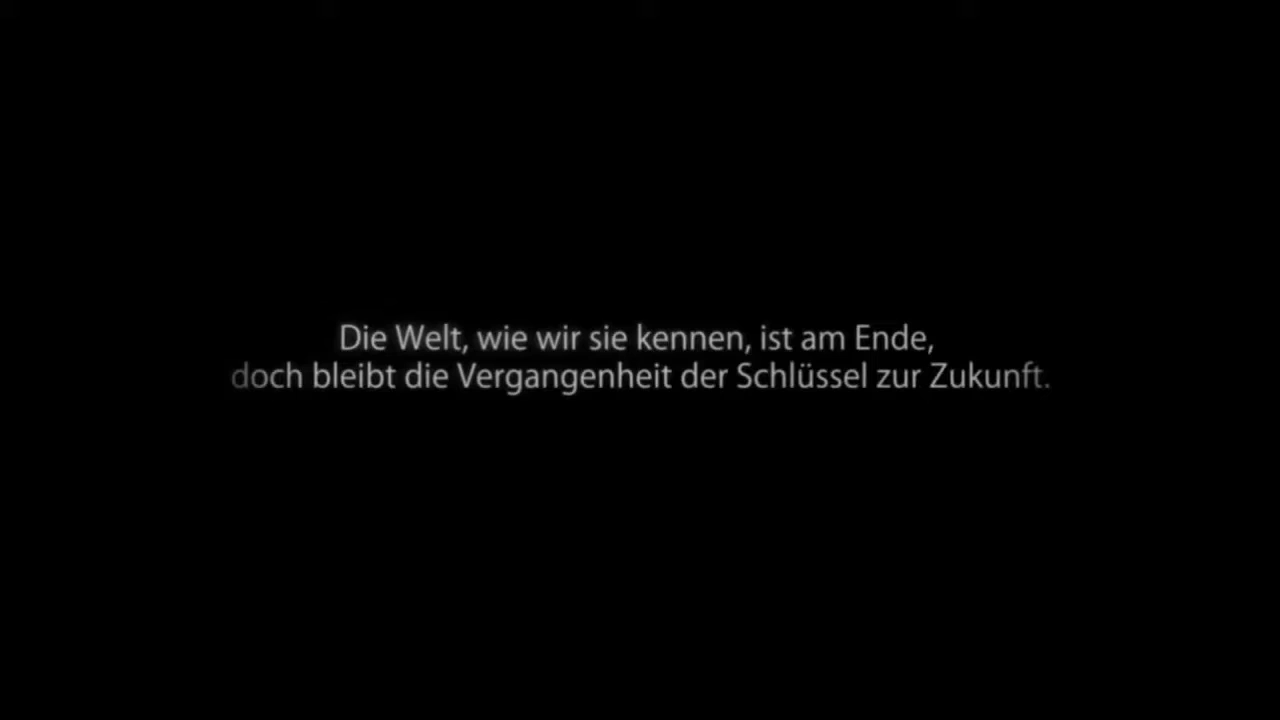 Die Welt, wie wir sie kennen, ist am Ende,
doch bleibt die Vergangenheit der Schlüssel zur Zukunft.